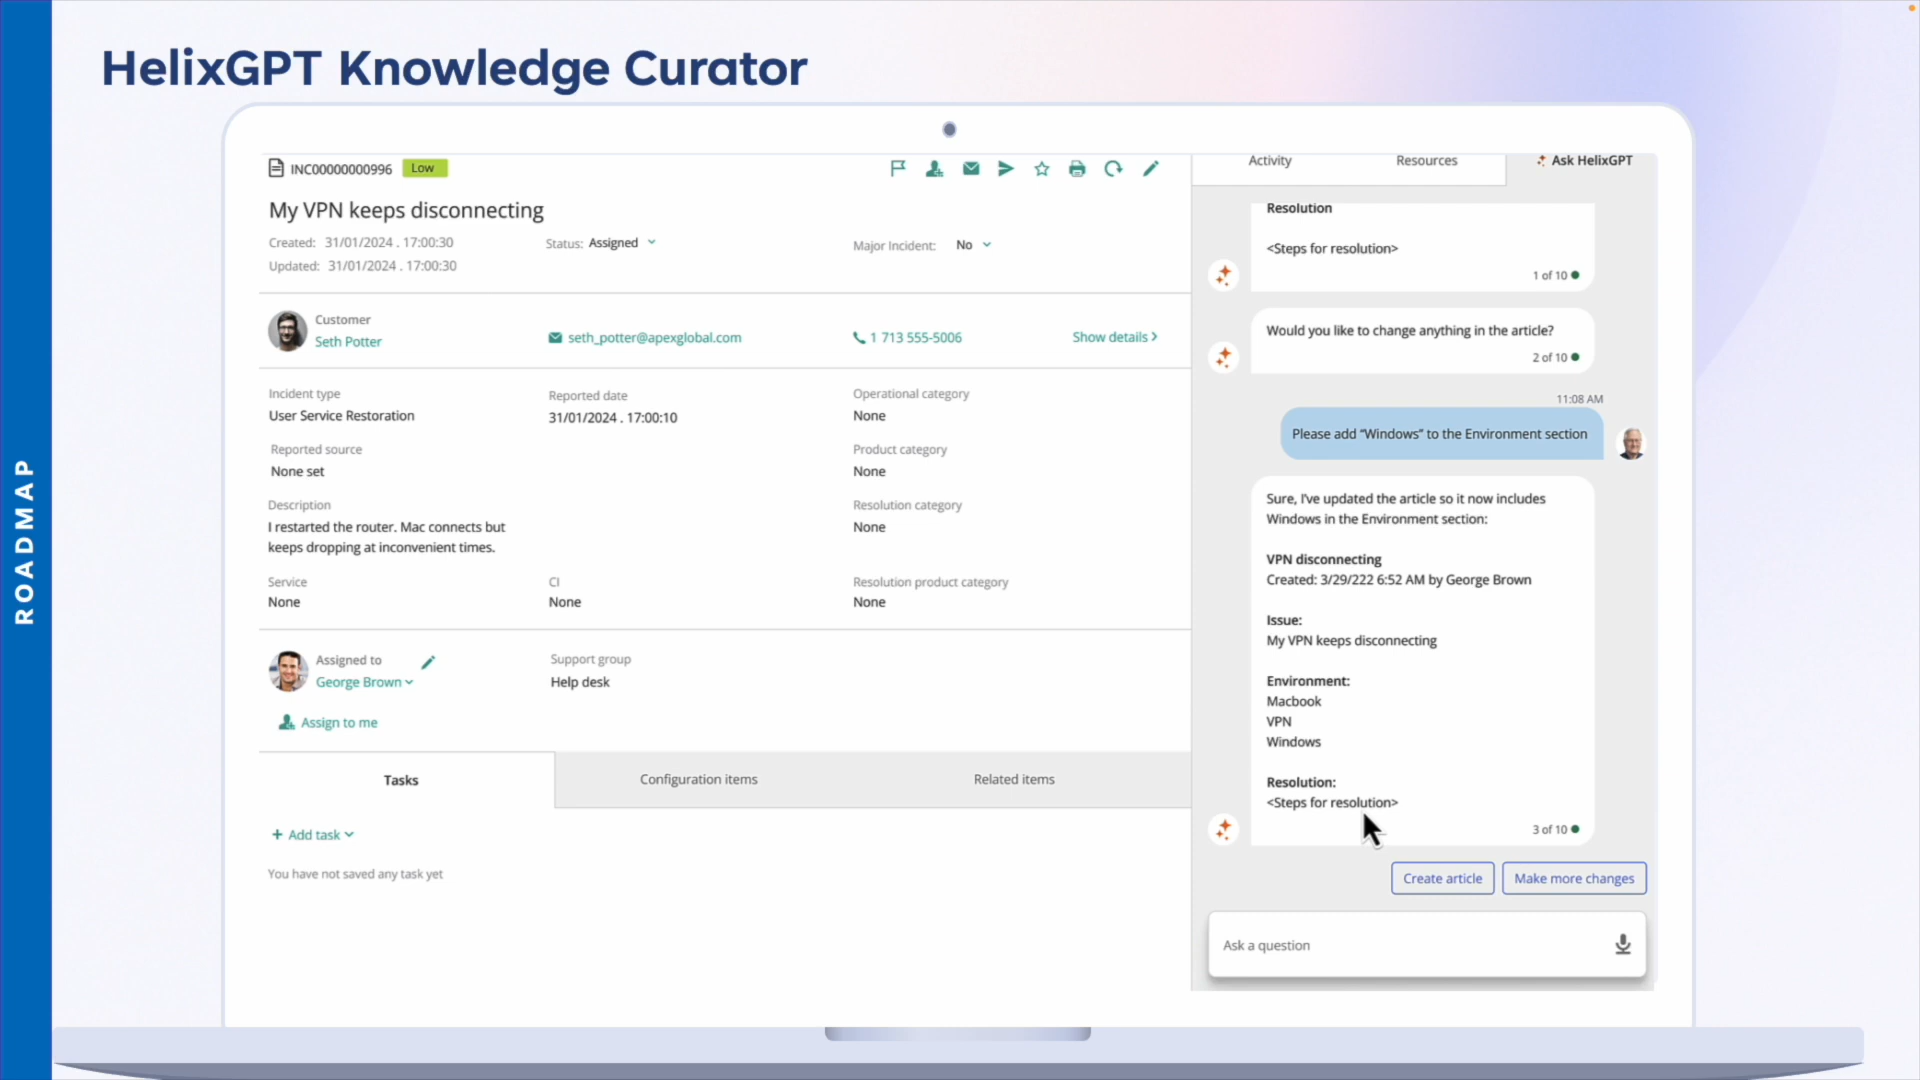 HelixGPT Knowledge Curator
ROADMAP
INC00000000996 Low
My VPN keeps disconnecting
Created: 31/01/2024 . 17:00:30
Updated: 31/01/2024 . 17:00:30
Status: Assigned
Major Incident: No
Customer
Seth Potter
seth_potter@apexglobal.com
1 713 555-5006
Show details
Incident type
User Service Restoration
Reported date
31/01/2024 . 17:00:10
Operational category
None
Reported source
None set
Product category
None
Description
I restarted the router. Mac connects but
keeps dropping at inconvenient times.
Resolution category
None
Service
None
CI
None
Resolution product category
None
Assigned to
George Brown
Support group
Help desk
Assign to me
Tasks
Configuration items
Related items
+ Add task
You have not saved any task yet
Activity
Resources
Ask HelixGPT
Resolution
<Steps for resolution>
1 of 10
Would you like to change anything in the article?
2 of 10
11:08 AM
Please add “Windows” to the Environment section
Sure, I’ve updated the article so it now includes
Windows in the Environment section:
VPN disconnecting
Created: 3/29/222 6:52 AM by George Brown
Issue:
My VPN keeps disconnecting
Environment:
Macbook
VPN
Windows
Resolution:
<Steps for resolution>
3 of 10
Create article
Make more changes
Ask a question